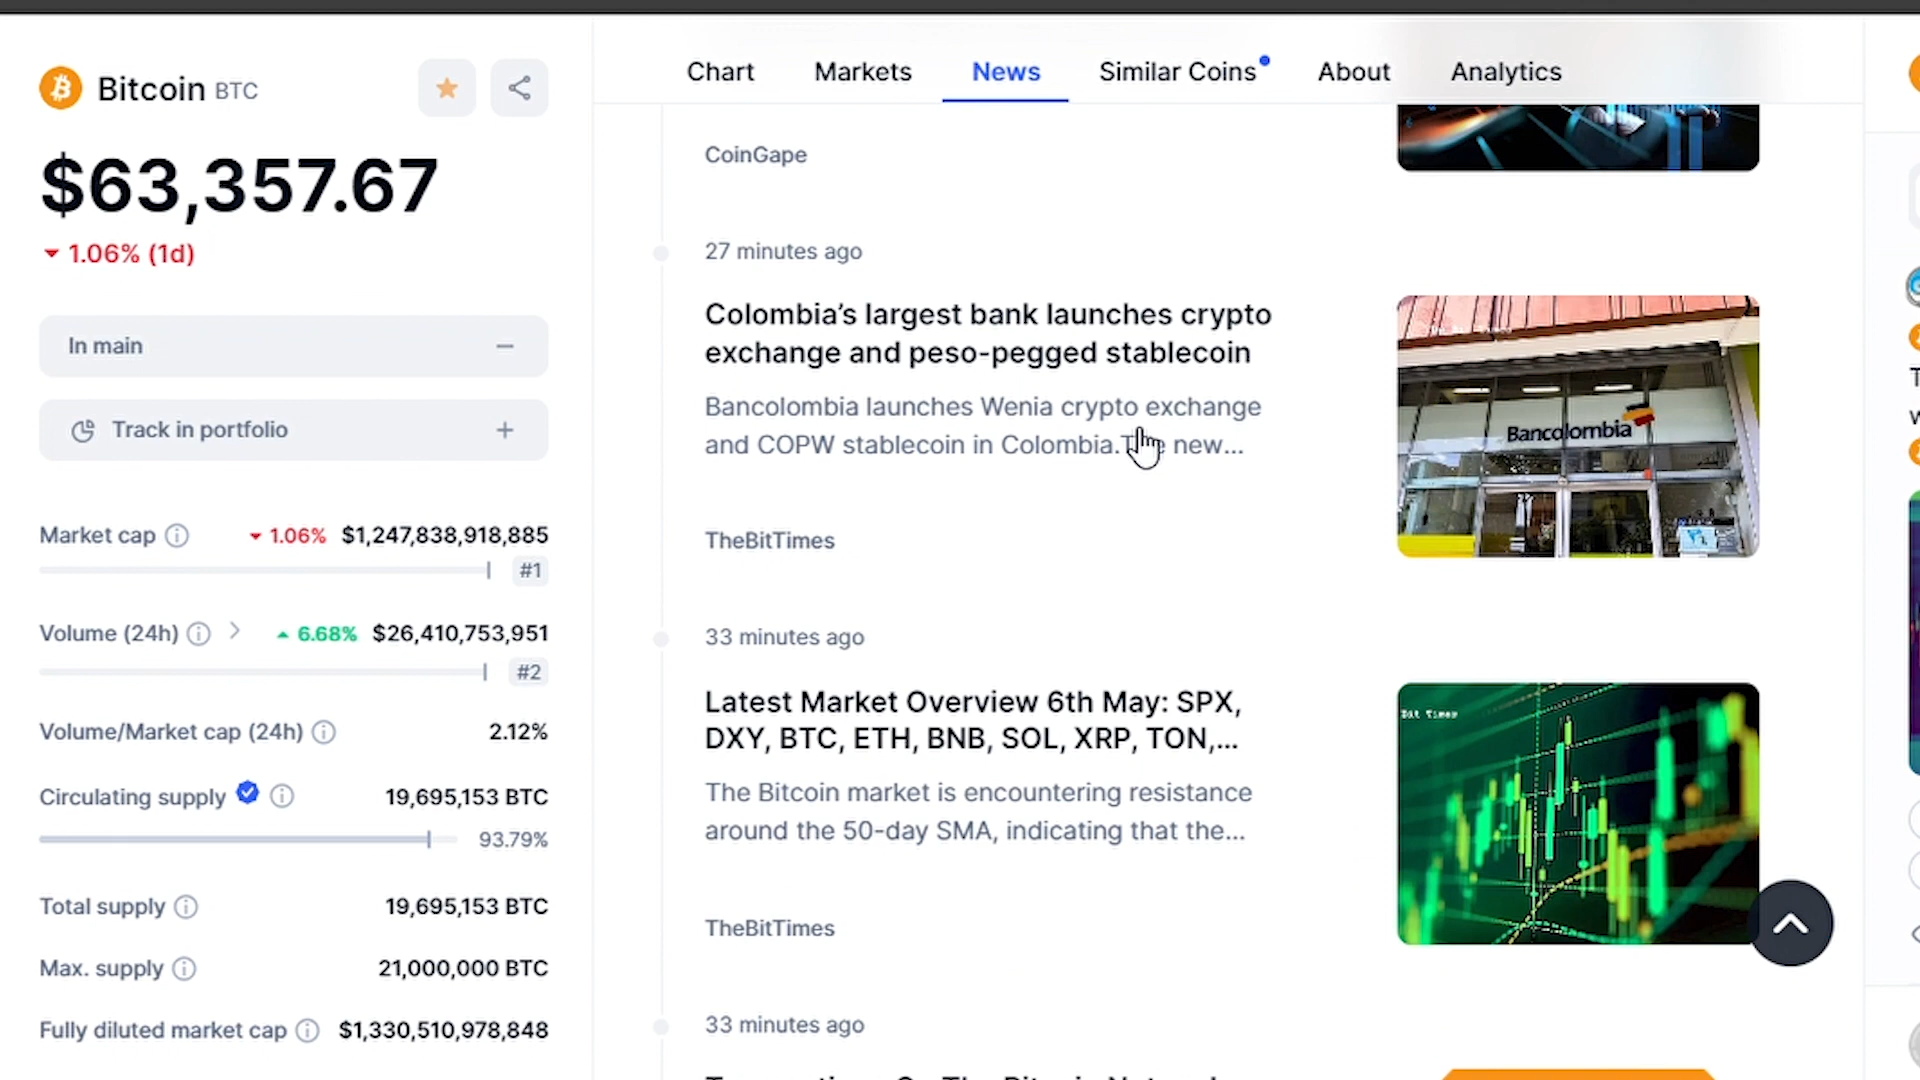 Bitcoin BTC
$63,357.67
1.06% (1d)
In main
Track in portfolio
Market cap 1.06% $1,247,838,918,885
#1
Volume (24h) 6.68% $26,410,753,951
#2
Volume/Market cap (24h) 2.12%
Circulating supply 19,695,153 BTC
93.79%
Total supply 19,695,153 BTC
Max. supply 21,000,000 BTC
Fully diluted market cap $1,330,510,978,848
Chart Markets News Similar Coins About Analytics
CoinGape
27 minutes ago
Colombia’s largest bank launches crypto
exchange and peso-pegged stablecoin
Bancolombia launches Wenia crypto exchange
and COPW stablecoin in Colombia. The new...
Bancolombia
TheBitTimes
33 minutes ago
Latest Market Overview 6th May: SPX,
DXY, BTC, ETH, BNB, SOL, XRP, TON,...
The Bitcoin market is encountering resistance
around the 50-day SMA, indicating that the...
TheBitTimes
33 minutes ago